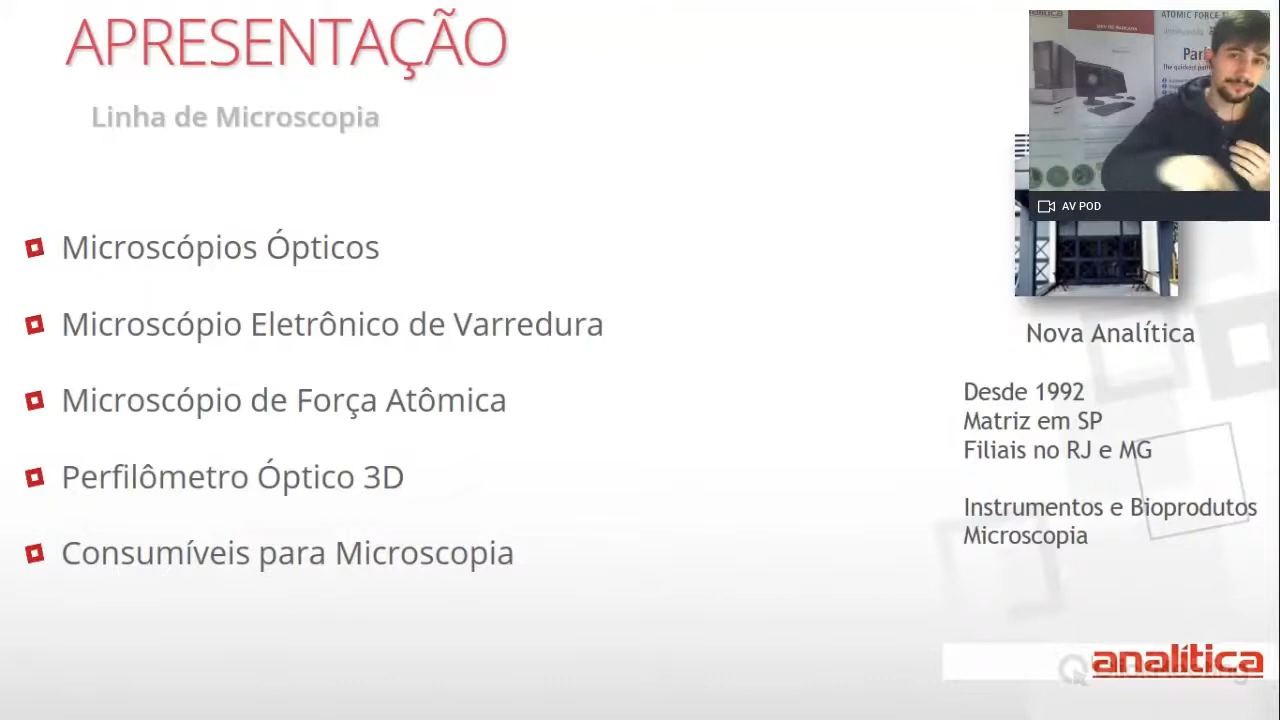 APRESENTAÇÃO
Linha de Microscopia
Microscópios Ópticos
Microscópio Eletrônico de Varredura
Microscópio de Força Atômica
Perfilômetro Óptico 3D
Consumíveis para Microscopia
ATOMIC FORCE
Par
AV POD
Nova Analítica
Desde 1992
Matriz em SP
Filiais no RJ e MG
Instrumentos e Bioprodutos
Microscopia
analítica